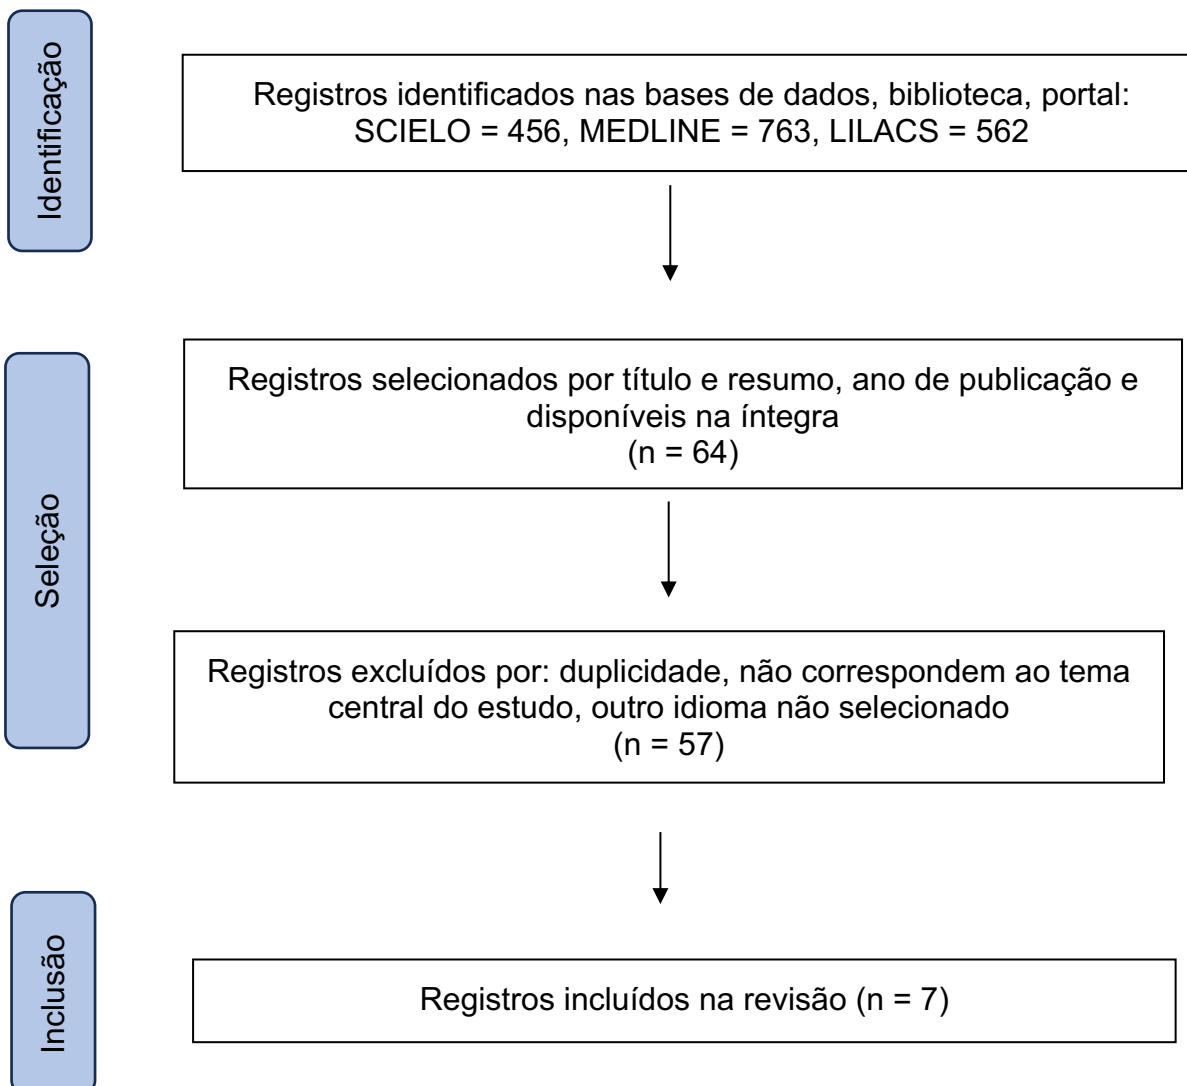 Identificação
Registros identificados nas bases de dados, biblioteca, portal:
SCIELO = 456, MEDLINE = 763, LILACS = 562
Seleção
Registros selecionados por título e resumo, ano de publicação e
disponíveis na íntegra
(n = 64)
Registros excluídos por: duplicidade, não correspondem ao tema
central do estudo, outro idioma não selecionado
(n = 57)
Inclusão
Registros incluídos na revisão (n = 7)